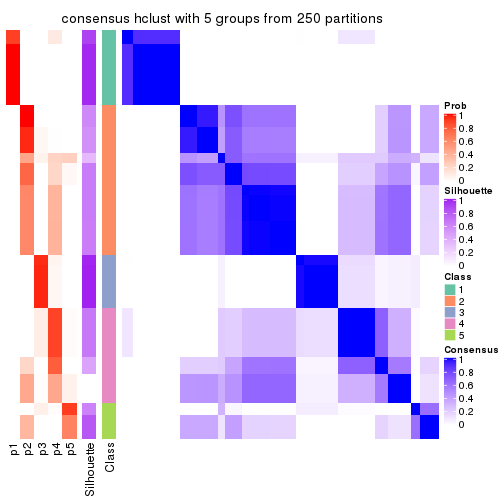 consensus hclust with 5 groups from 250 partitions
Prob
1
0.8
0.6
0.4
0.2
0
Silhouette
1
0.8
0.6
0.4
0.2
0
Class
1
2
3
4
5
Consensus
1
0.8
0.6
0.4
0.2
0
p1
p2
p3
p4
p5
Silhouette
Class